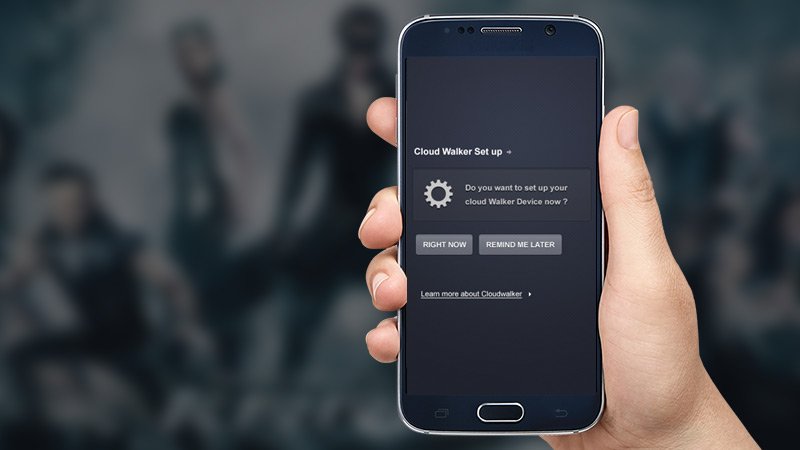 Cloud Walker Set up
Do you want to set up your
cloud Walker Device now ?
RIGHT NOW
REMIND ME LATER
Learn more about Cloudwalker